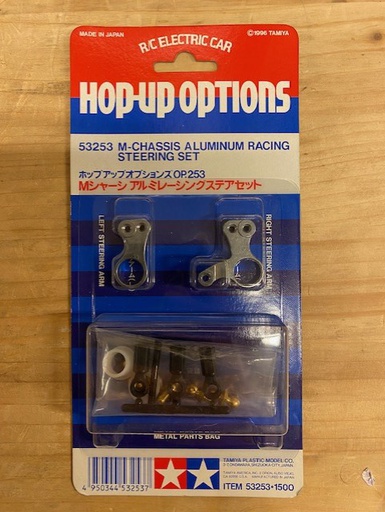 MADE IN JAPAN
R/C ELECTRIC CAR
©1996 TAMIYA
HOP-UP OPTIONS
53253 M-CHASSIS ALUMINUM RACING
STEERING SET
ホップアップオプションズ OP.253
Mシャーシ アルミレーシングステアセット
LEFT STEERING ARM
RIGHT STEERING ARM
METAL PARTS BAG
TAMIYA PLASTIC MODEL CO.
4 950344 532537
ITEM 53253•1500